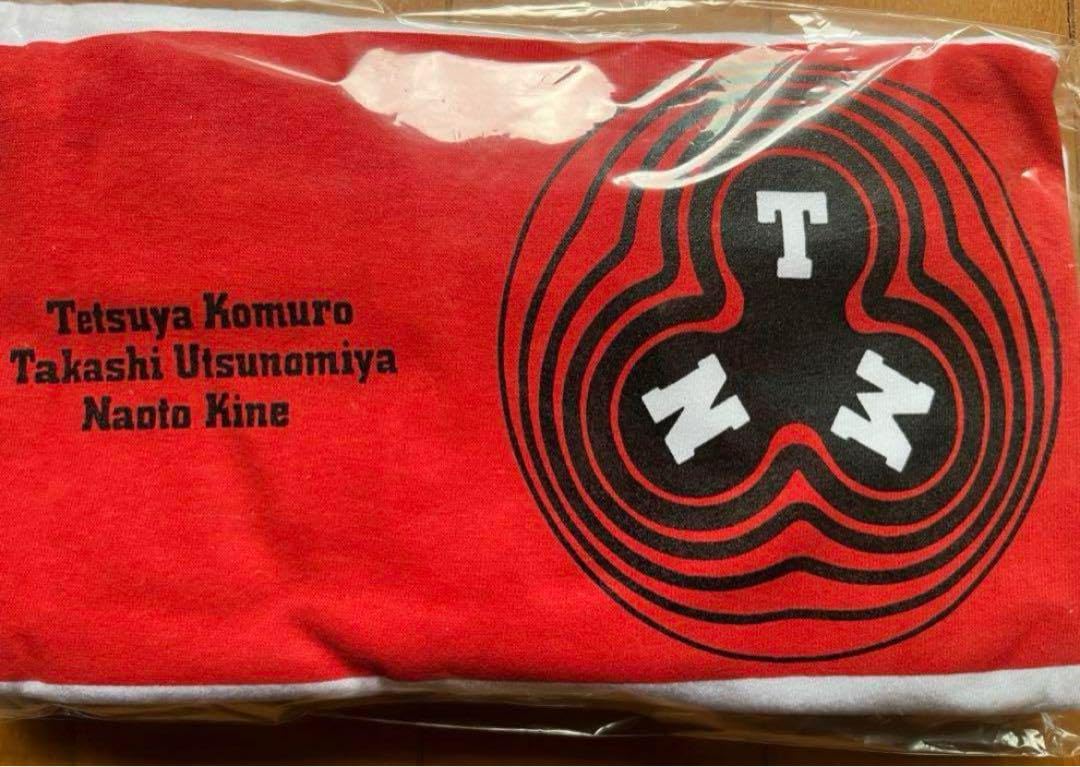 Tetsuya Komuro
Takashi Utsunomiya
Naoto Kine
T
M
N